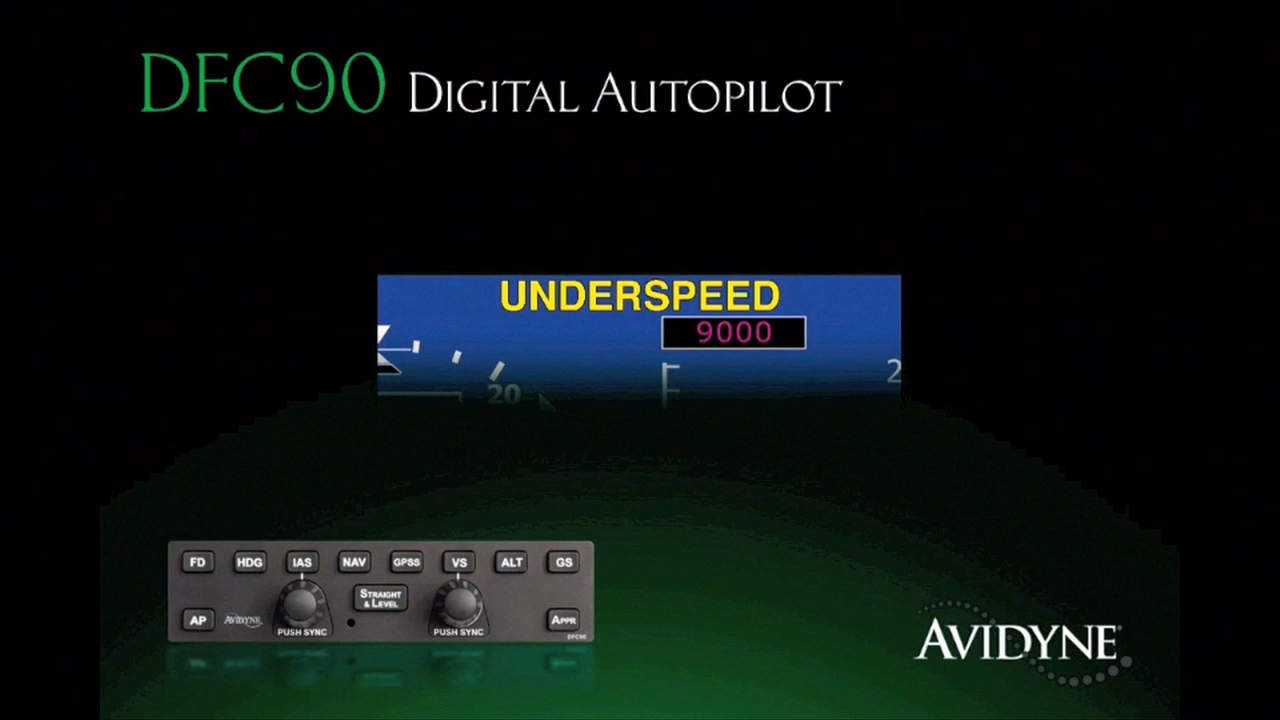 DFC90 DIGITAL AUTOPILOT
UNDERSPEED
9000
20
2
FD HDG IAS NAV GPSS VS ALT GS
STRAIGHT
& LEVEL
AP AVIDYNE PUSH SYNC PUSH SYNC APPR
DFC90
AVIDYNE